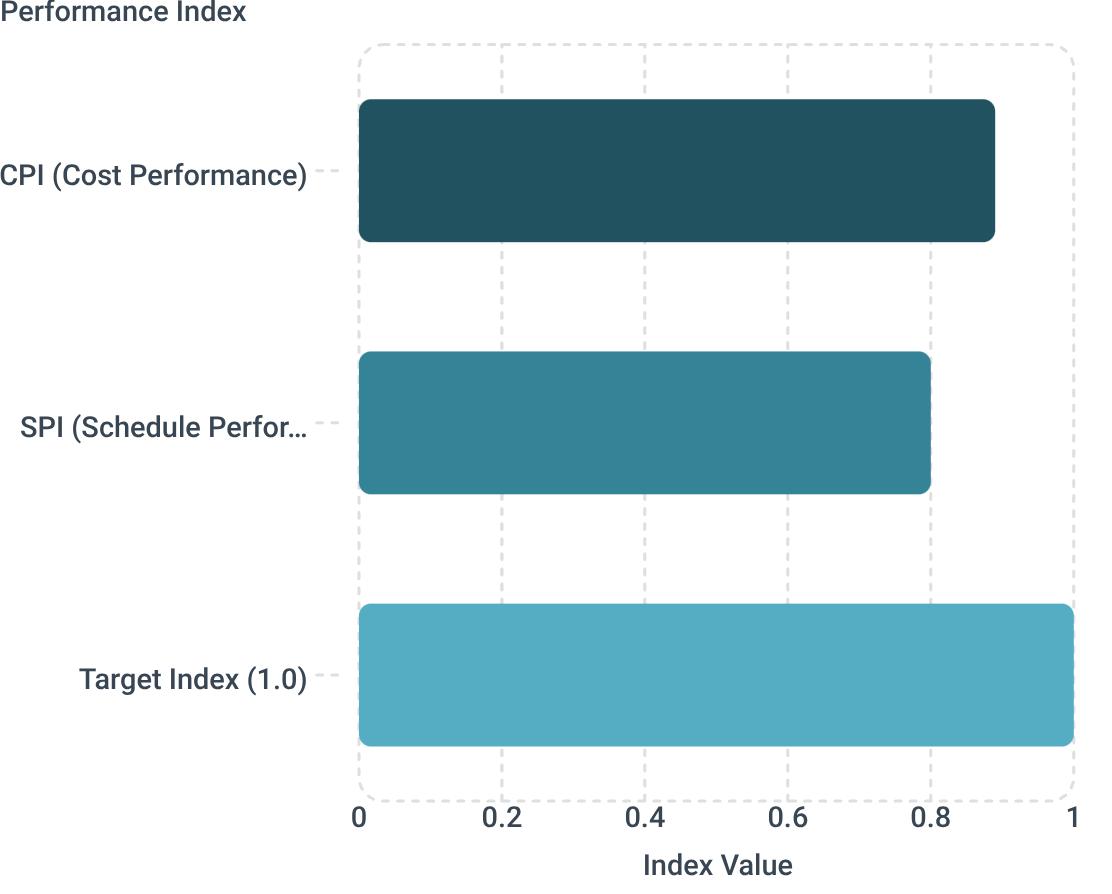 Performance Index
CPI (Cost Performance)
SPI (Schedule Perfor...
Target Index (1.0)
0 0.2 0.4 0.6 0.8 1
Index Value